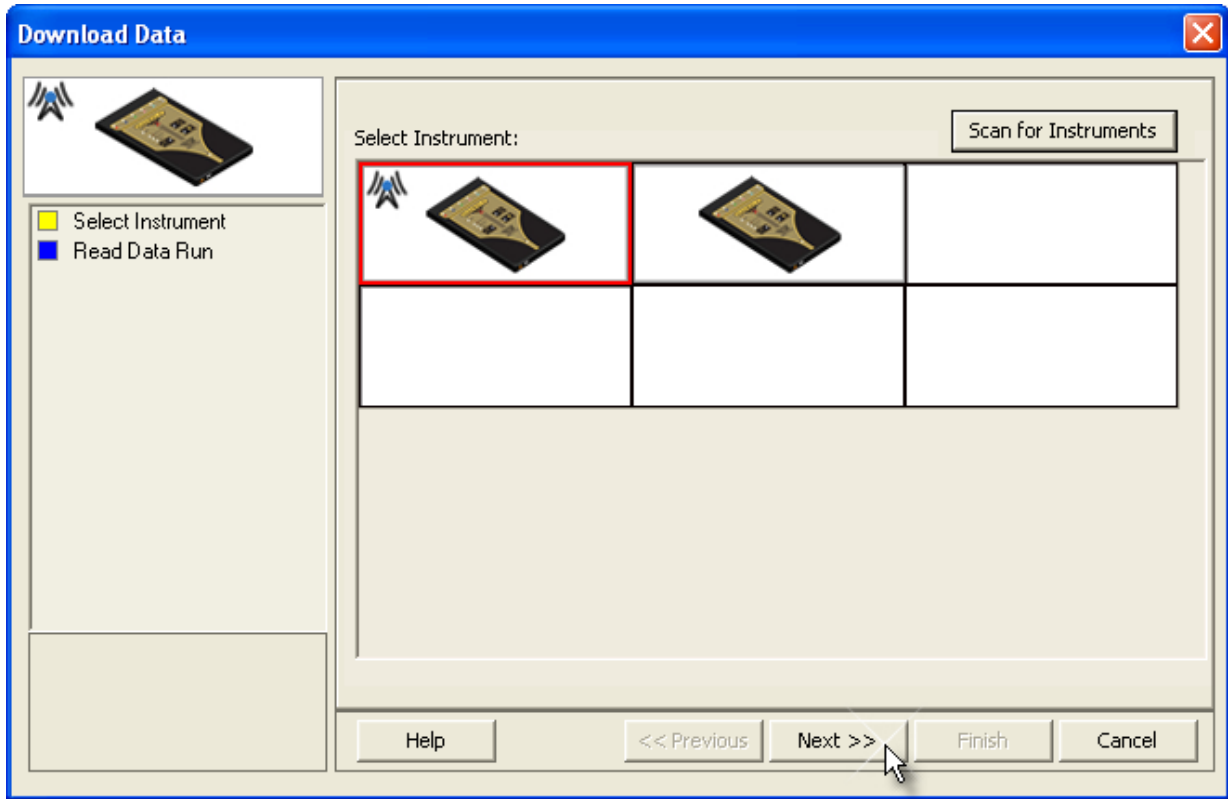 Download Data
Select Instrument
Read Data Run
Select Instrument:
Scan for Instruments
Help
<< Previous
Next >>
Finish
Cancel